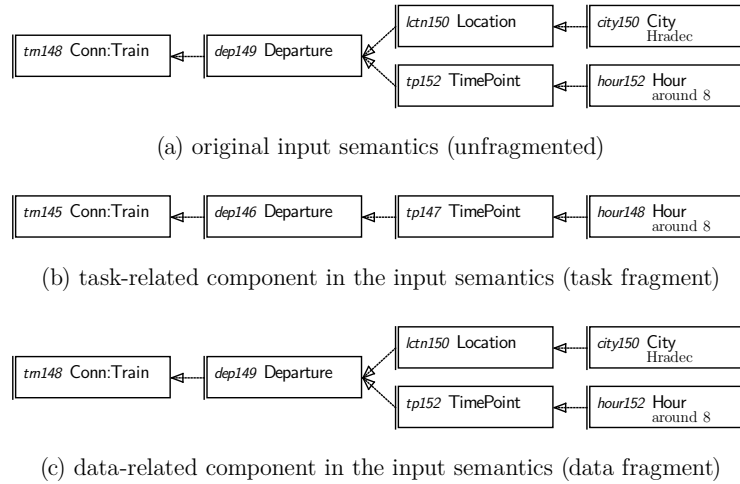 lctn150 Location
city150 City
Hradec
trn148 Conn:Train
dep149 Departure
tp152 TimePoint
hour152 Hour
around 8
(a) original input semantics (unfragmented)
trn145 Conn:Train
dep146 Departure
tp147 TimePoint
hour148 Hour
around 8
(b) task-related component in the input semantics (task fragment)
lctn150 Location
city150 City
Hradec
trn148 Conn:Train
dep149 Departure
tp152 TimePoint
hour152 Hour
around 8
(c) data-related component in the input semantics (data fragment)